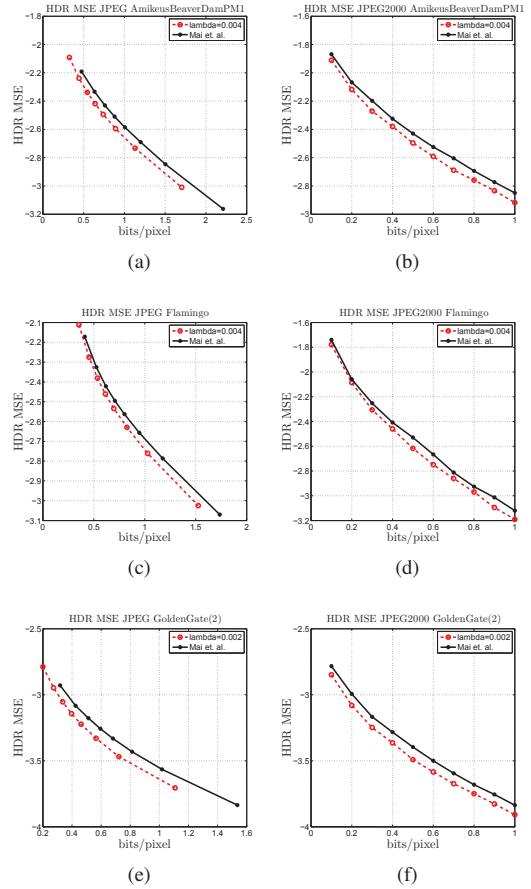 HDR MSE JPEG AmikeusBeaverDamPM1
lambda=0.004
Mai et. al.
HDR MSE
−1.8
−2
−2.2
−2.4
−2.6
−2.8
−3
−3.2
0 0.5 1 1.5 2 2.5
bits/pixel
(a)
HDR MSE JPEG2000 AmikeusBeaverDamPM1
lambda=0.004
Mai et. al.
HDR MSE
−1.8
−2
−2.2
−2.4
−2.6
−2.8
−3
−3.2
0 0.2 0.4 0.6 0.8 1
bits/pixel
(b)
HDR MSE JPEG Flamingo
lambda=0.004
Mai et. al.
HDR MSE
−2.1
−2.2
−2.3
−2.4
−2.5
−2.6
−2.7
−2.8
−2.9
−3
−3.1
0 0.5 1 1.5 2
bits/pixel
(c)
HDR MSE JPEG2000 Flamingo
lambda=0.004
Mai et. al.
HDR MSE
−1.6
−1.8
−2
−2.2
−2.4
−2.6
−2.8
−3
−3.2
0 0.2 0.4 0.6 0.8 1
bits/pixel
(d)
HDR MSE JPEG GoldenGate(2)
lambda=0.002
Mai et. al.
HDR MSE
−2.5
−3
−3.5
−4
0.2 0.4 0.6 0.8 1 1.2 1.4 1.6
bits/pixel
(e)
HDR MSE JPEG2000 GoldenGate(2)
lambda=0.002
Mai et. al.
HDR MSE
−2.5
−3
−3.5
−4
0 0.2 0.4 0.6 0.8 1
bits/pixel
(f)